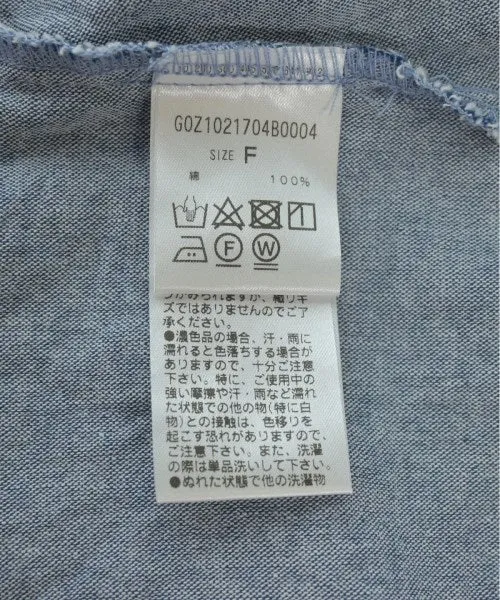 G0Z1021704B0004
SIZE F
綿 100%
F W
がみられますが、織りキ
ズではありませんのでご了
承ください。
●濃色品の場合、汗・雨に
濡れると色落ちする場合が
ありますので、十分ご注意
下さい。特に、ご使用中の
強い摩擦や汗・雨など濡れ
た状態での他の物(特に白
物)との接触は、色移りを
起こす恐れがありますので、
ご注意下さい。また、洗濯
の際は単品洗いして下さい。
●ぬれた状態で他の洗濯物